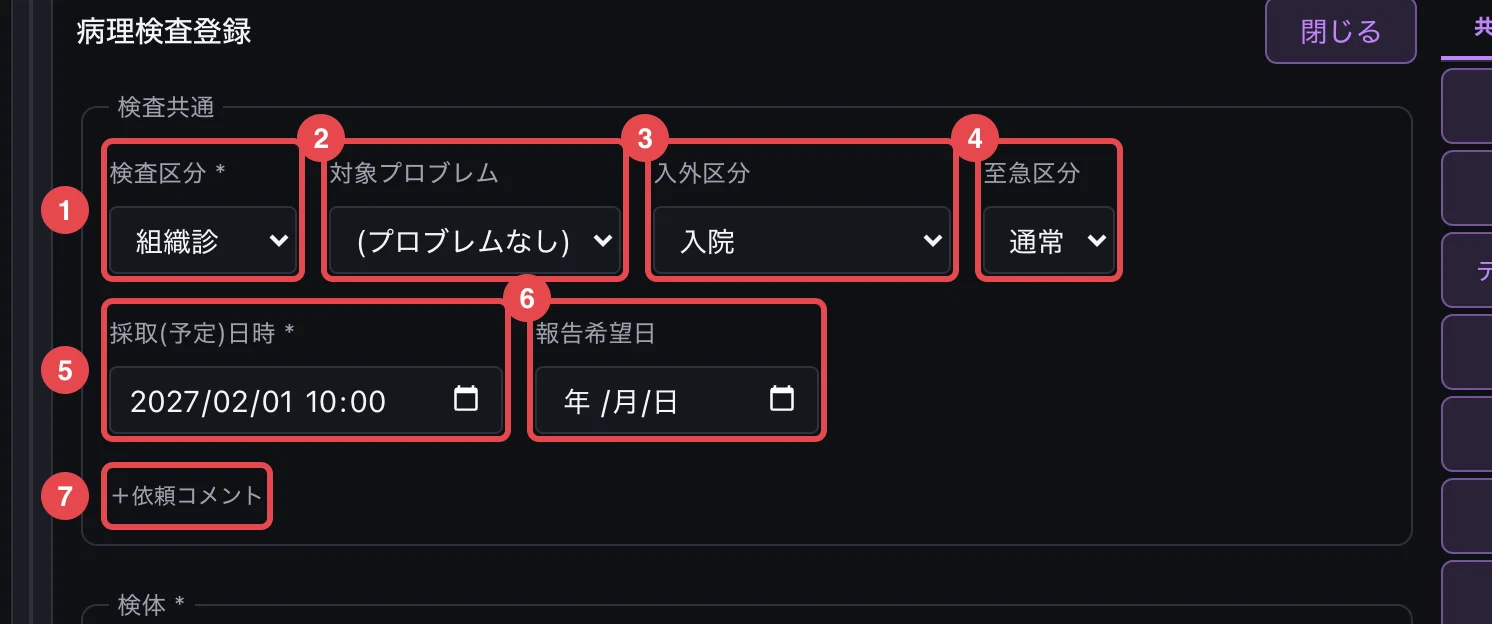 病理検査登録
閉じる
共
検査共通
1
2
3
4
検査区分 *
対象プロブレム
入外区分
至急区分
組織診
(プロブレムなし)
入院
通常
テ
5
6
採取(予定)日時 *
報告希望日
2027/02/01 10:00
年 /月/日
7
＋依頼コメント
検体 *